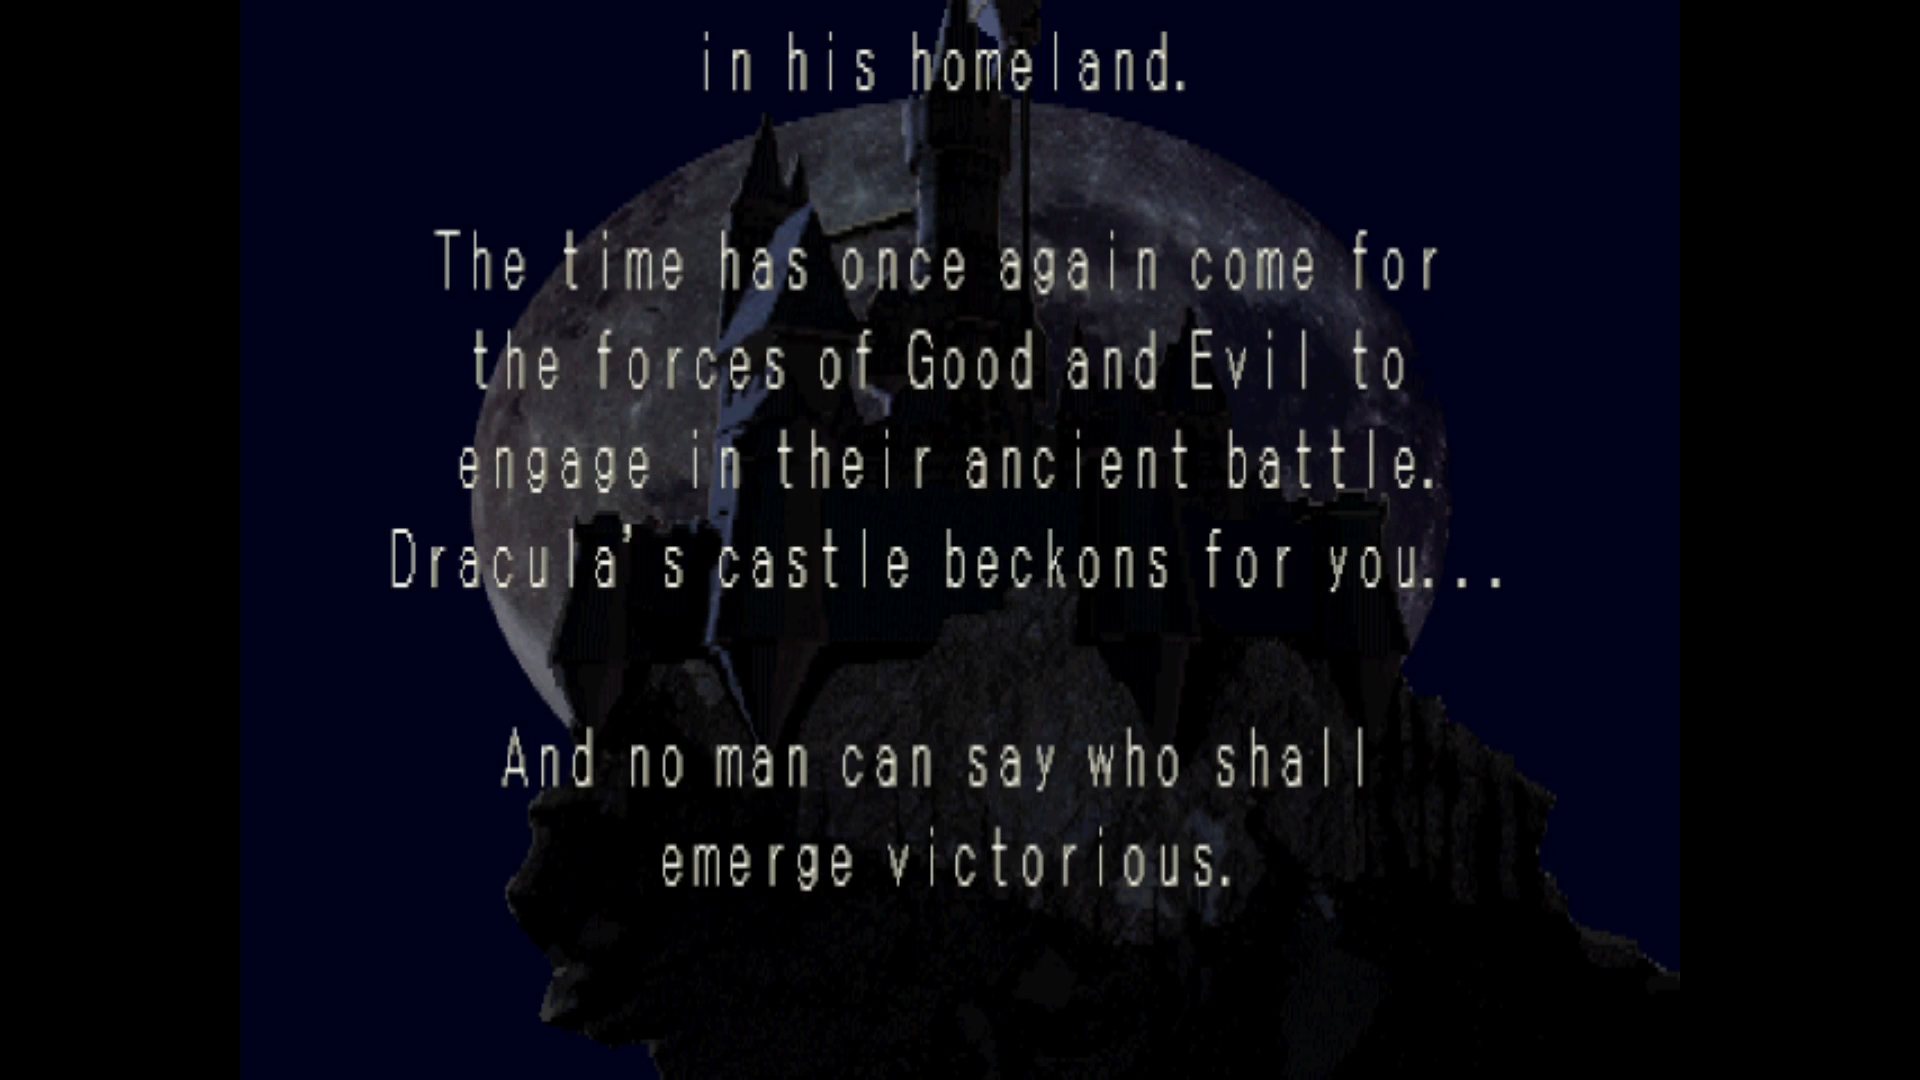 in his homeland.
The time has once again come for
the forces of Good and Evil to
engage in their ancient battle.
Dracula's castle beckons for you...
And no man can say who shall
emerge victorious.